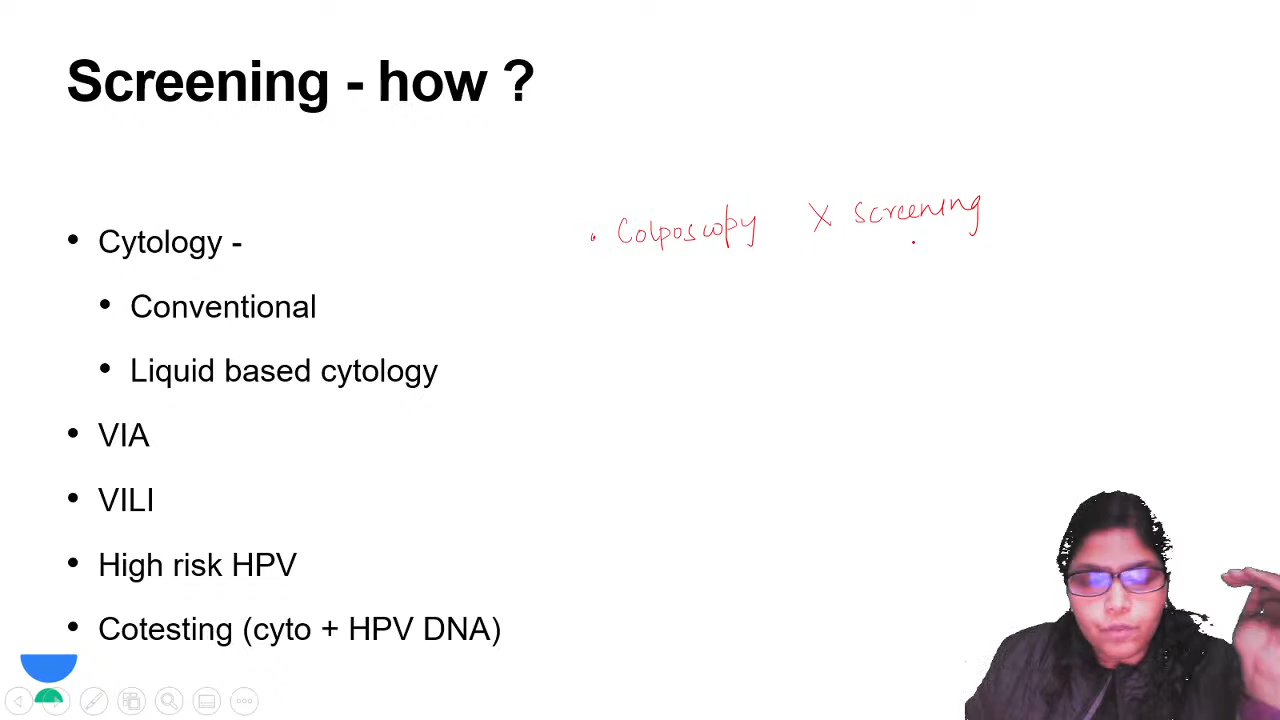 Screening - how ?
• Cytology -
• Conventional
• Liquid based cytology
• VIA
• VILI
• High risk HPV
• Cotesting (cyto + HPV DNA)
• Colposcopy X screening